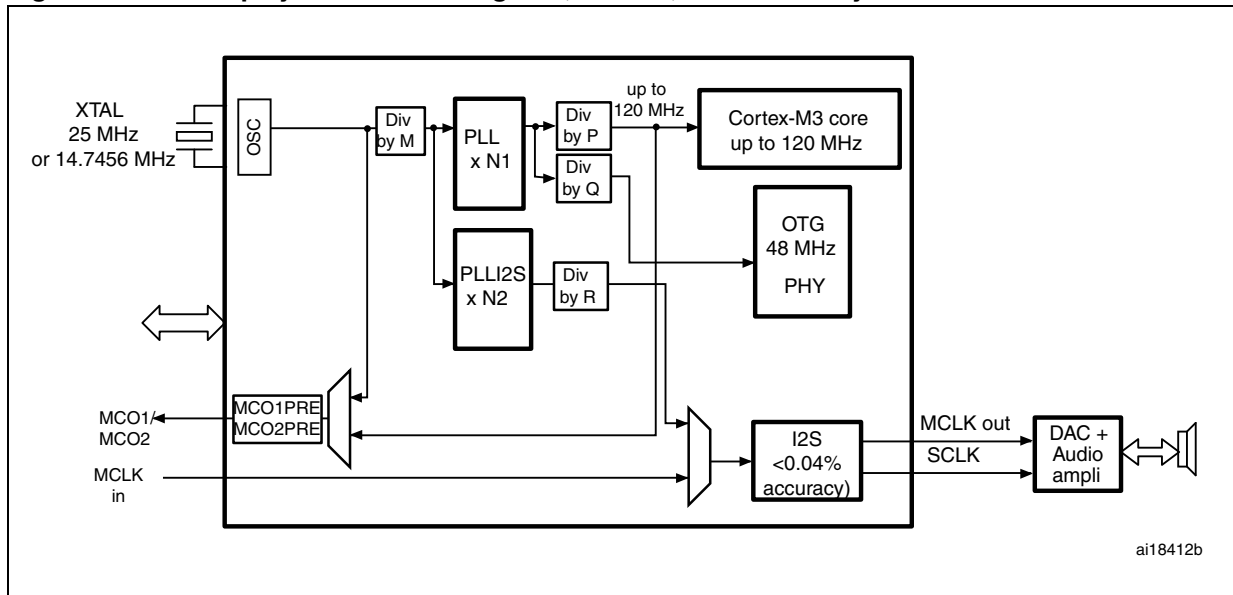 XTAL
25 MHz
or 14.7456 MHz
OSC
Div
by M
PLL
x N1
Div
by P
up to
120 MHz
Cortex-M3 core
up to 120 MHz
Div
by Q
OTG
48 MHz
PHY
PLLI2S
x N2
Div
by R
MCO1/
MCO2
MCO1PRE
MCO2PRE
MCLK
in
I2S
<0.04%
accuracy)
MCLK out
SCLK
DAC +
Audio
ampli
ai18412b